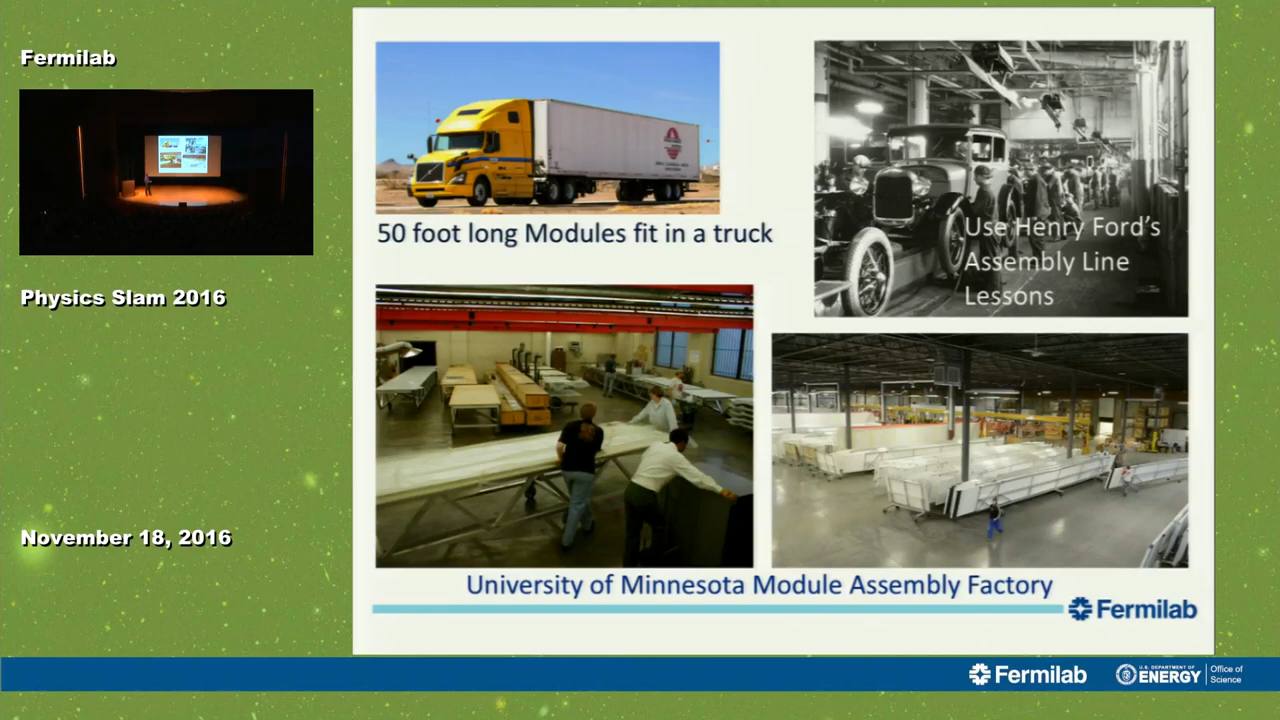 Fermilab
Physics Slam 2016
November 18, 2016
50 foot long Modules fit in a truck
Use Henry Ford's
Assembly Line
Lessons
University of Minnesota Module Assembly Factory
Fermilab
Fermilab
U.S. DEPARTMENT OF
ENERGY
Office of
Science